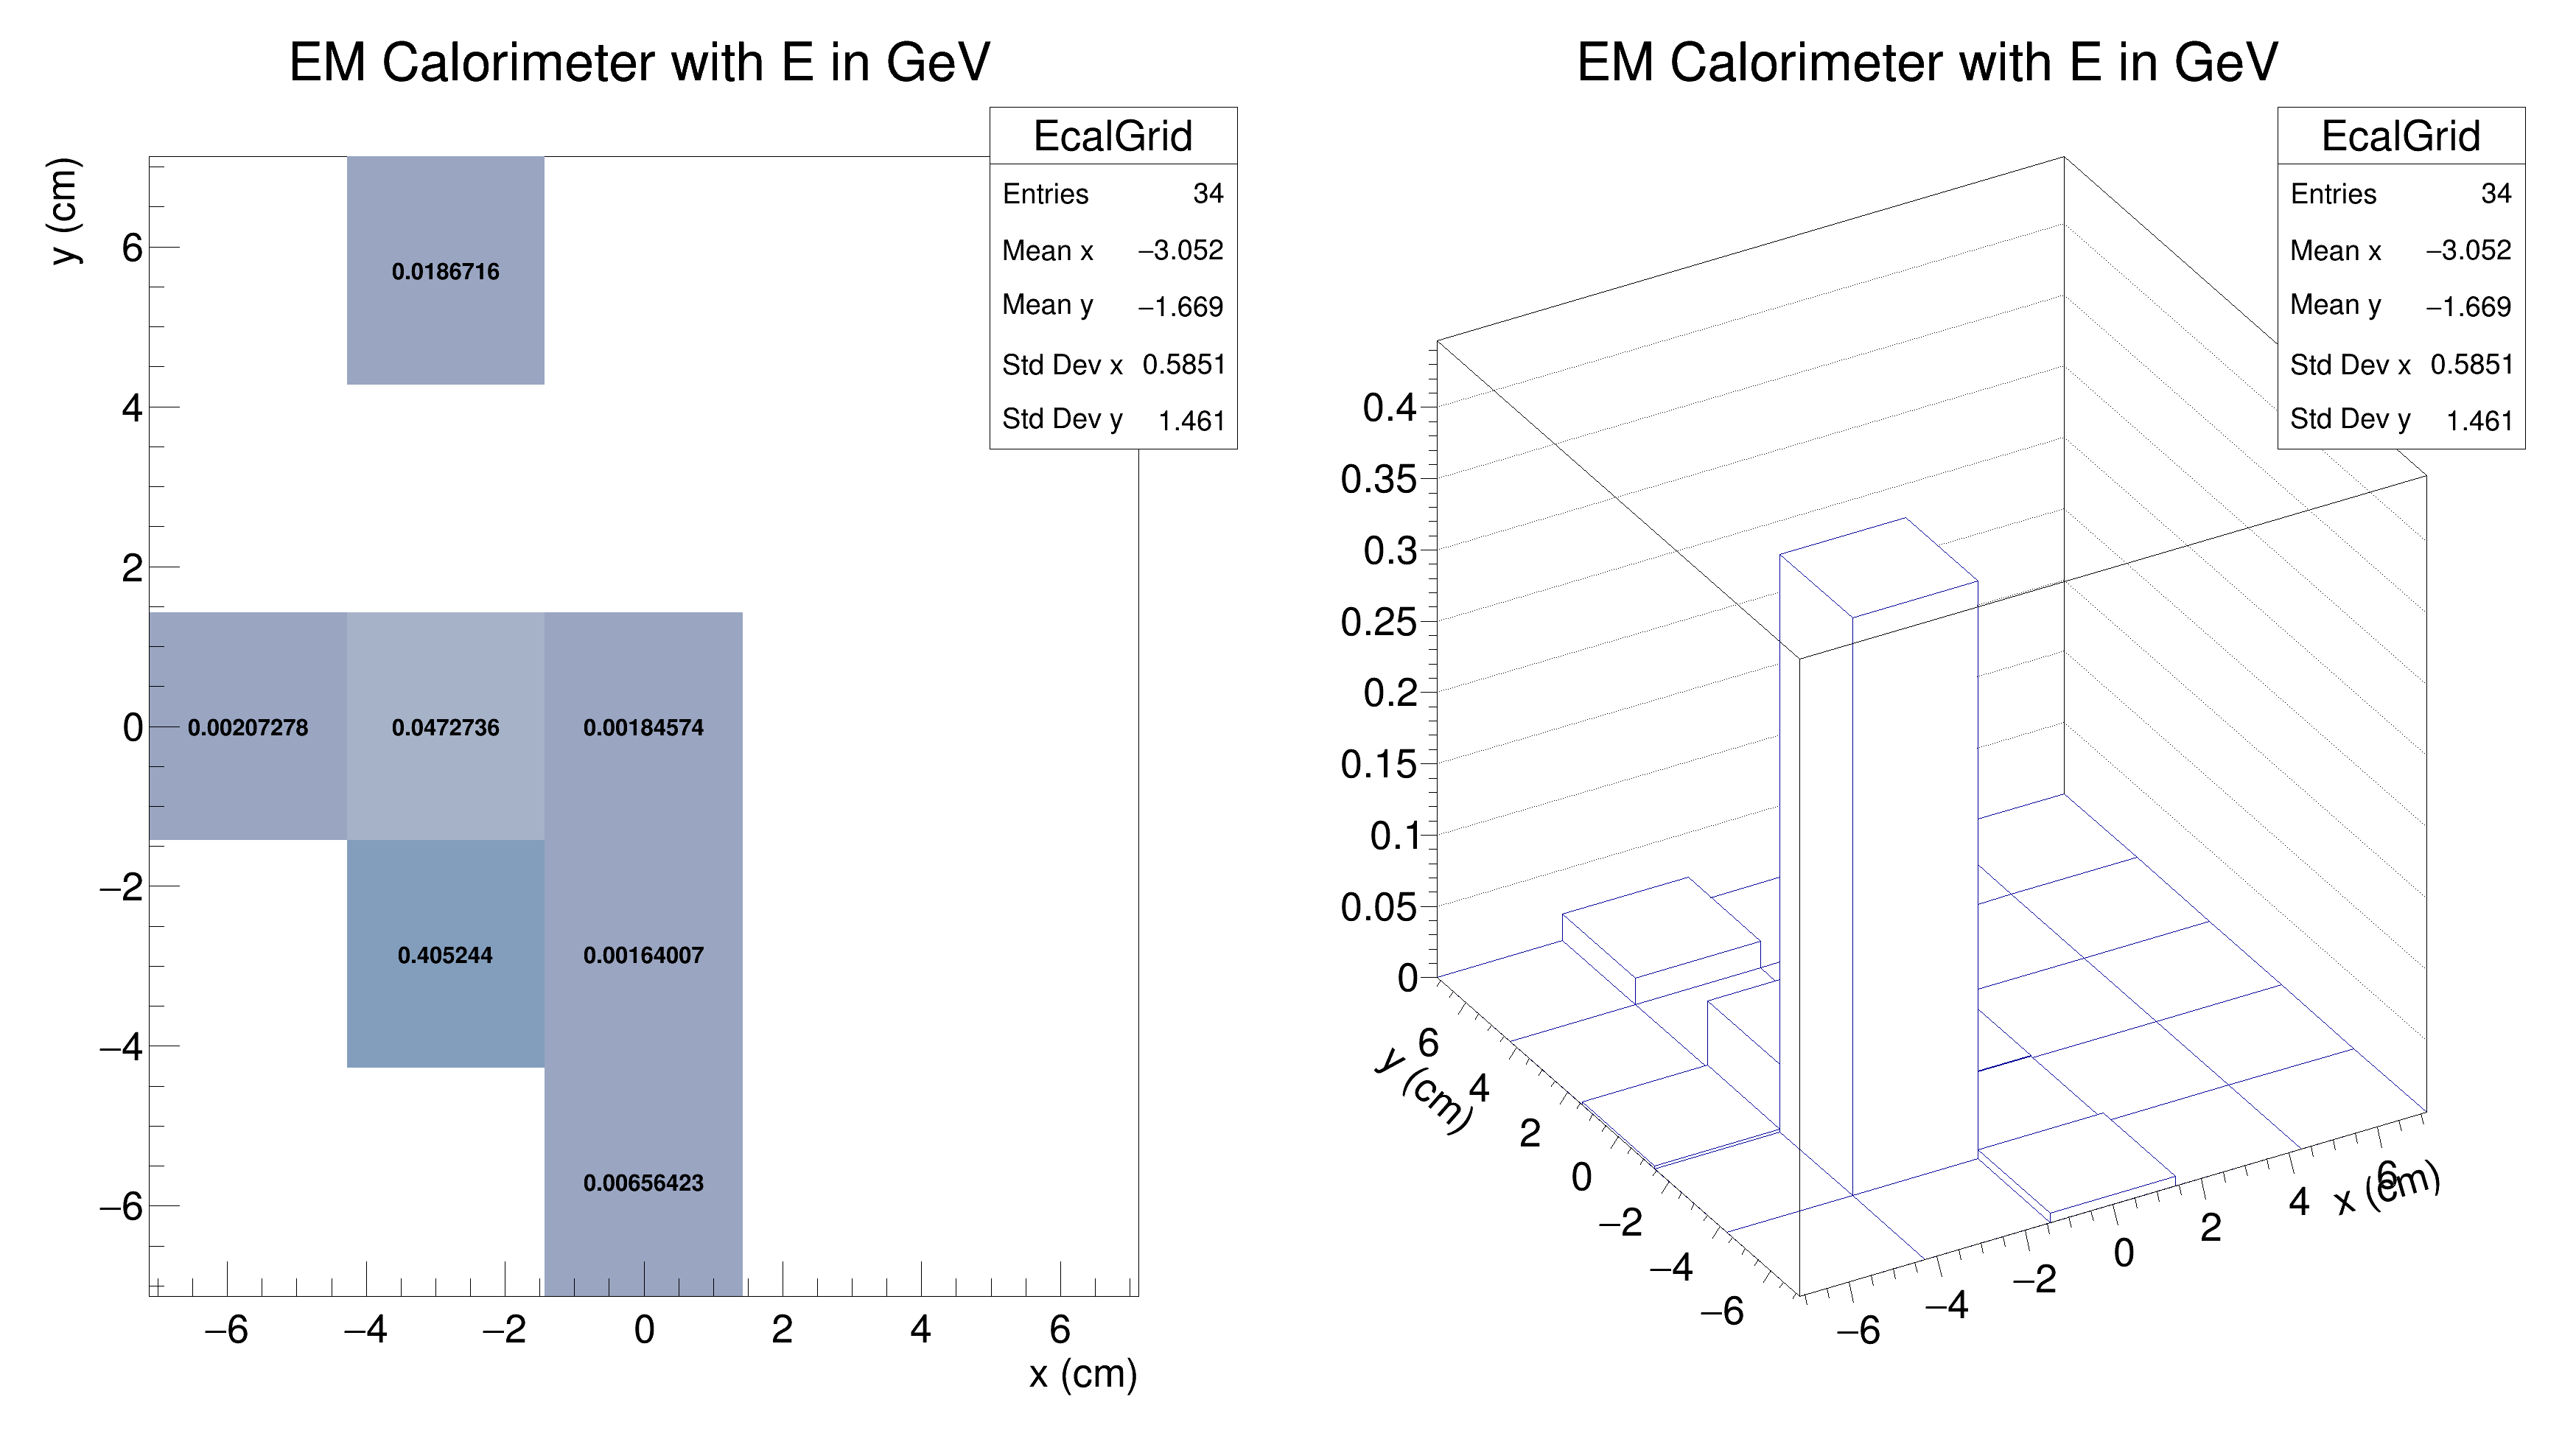 EM Calorimeter with E in GeV
EcalGrid
Entries 34
Mean x −3.052
Mean y −1.669
Std Dev x 0.5851
Std Dev y 1.461
y (cm)
6
4
2
0
−2
−4
−6
0.0186716
0.00207278 0.0472736 0.00184574
0.405244 0.00164007
0.00656423
−6 −4 −2 0 2 4 6
x (cm)
EM Calorimeter with E in GeV
EcalGrid
Entries 34
Mean x −3.052
Mean y −1.669
Std Dev x 0.5851
Std Dev y 1.461
0.4
0.35
0.3
0.25
0.2
0.15
0.1
0.05
0
y (cm)
6
4
2
0
−2
−4
−6
−6 −4 −2 0 2 4 6
x (cm)